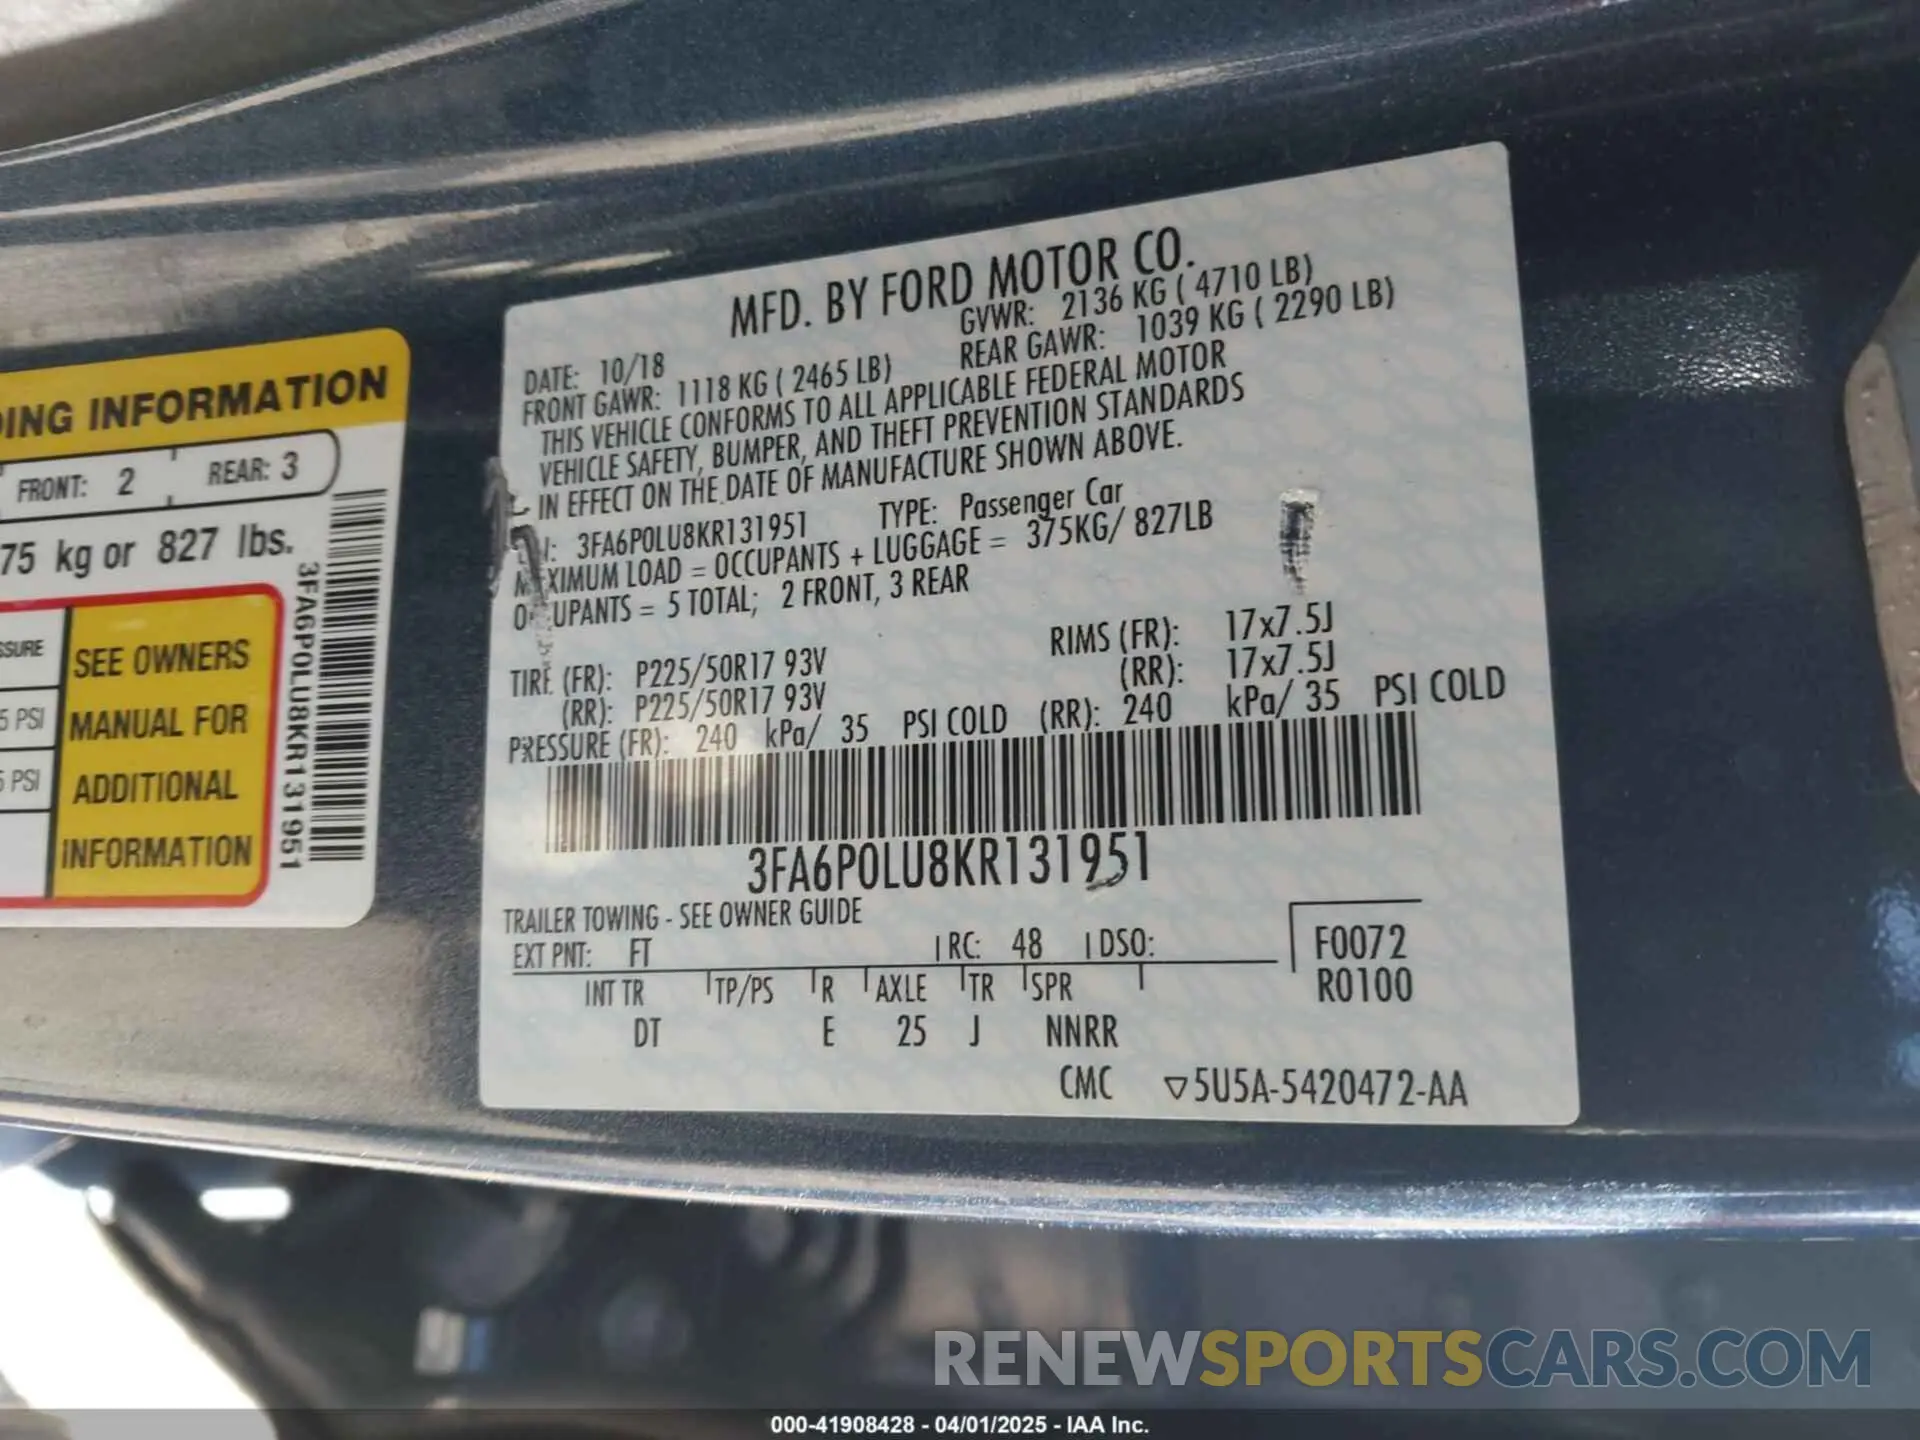 DING INFORMATION
FRONT: 2 REAR: 3
75 kg or 827 lbs.
SSURE
5 PSI
5 PSI
SEE OWNERS
MANUAL FOR
ADDITIONAL
INFORMATION
3FA6P0LU8KR131951
MFD. BY FORD MOTOR CO.
DATE: 10/18 GVWR: 2136 KG ( 4710 LB)
FRONT GAWR: 1118 KG ( 2465 LB) REAR GAWR: 1039 KG ( 2290 LB)
THIS VEHICLE CONFORMS TO ALL APPLICABLE FEDERAL MOTOR
VEHICLE SAFETY, BUMPER, AND THEFT PREVENTION STANDARDS
IN EFFECT ON THE DATE OF MANUFACTURE SHOWN ABOVE.
3FA6P0LU8KR131951 TYPE: Passenger Car
MAXIMUM LOAD = OCCUPANTS + LUGGAGE = 375KG/ 827LB
OCCUPANTS = 5 TOTAL; 2 FRONT, 3 REAR
TIRE (FR): P225/50R17 93V RIMS (FR): 17x7.5J
(RR): P225/50R17 93V (RR): 17x7.5J
PRESSURE (FR): 240 kPa/ 35 PSI COLD (RR): 240 kPa/ 35 PSI COLD
3FA6P0LU8KR131951
TRAILER TOWING - SEE OWNER GUIDE
EXT PNT: FT RC: 48 DSO: F0072
INT TR TP/PS R AXLE TR SPR R0100
DT E 25 J NNRR
CMC ▽5U5A-5420472-AA
RENEWSPORTSCARS.COM
000-41908428 - 04/01/2025 - IAA Inc.